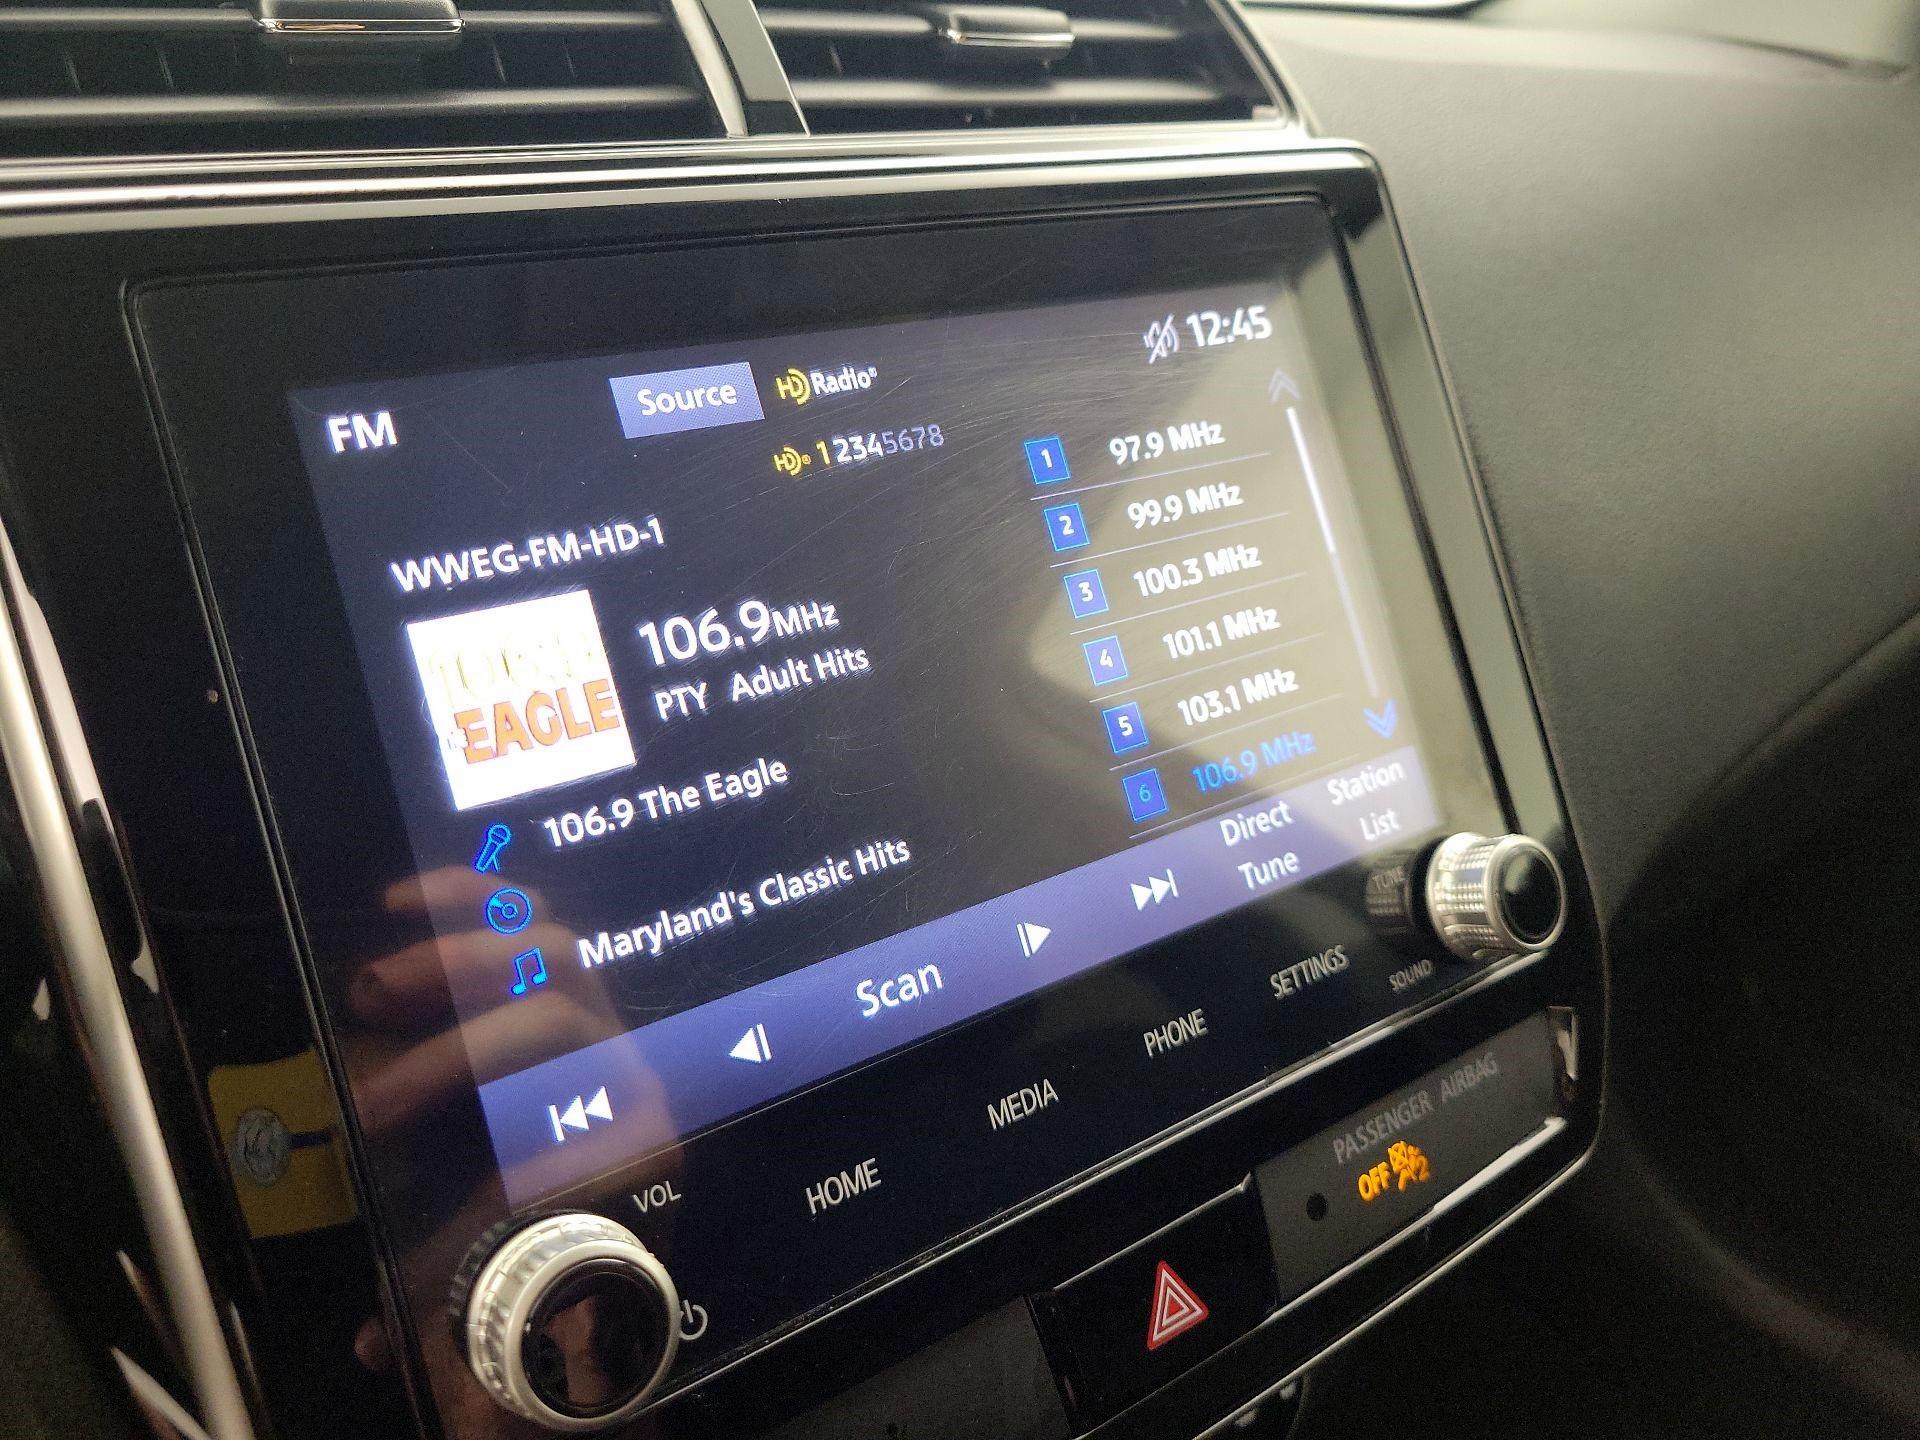 12:45
FM
Source
HD Radio®
HD® 12345678
WWEG-FM-HD-1
106.9 MHz
PTY Adult Hits
EAGLE
106.9 The Eagle
Maryland's Classic Hits
1 97.9 MHz
2 99.9 MHz
3 100.3 MHz
4 101.1 MHz
5 103.1 MHz
6 106.9 MHz
Scan
Direct
Tune
Station
List
VOL
HOME
MEDIA
PHONE
SETTINGS
SOUND
TUNE
PASSENGER AIRBAG
OFF 2